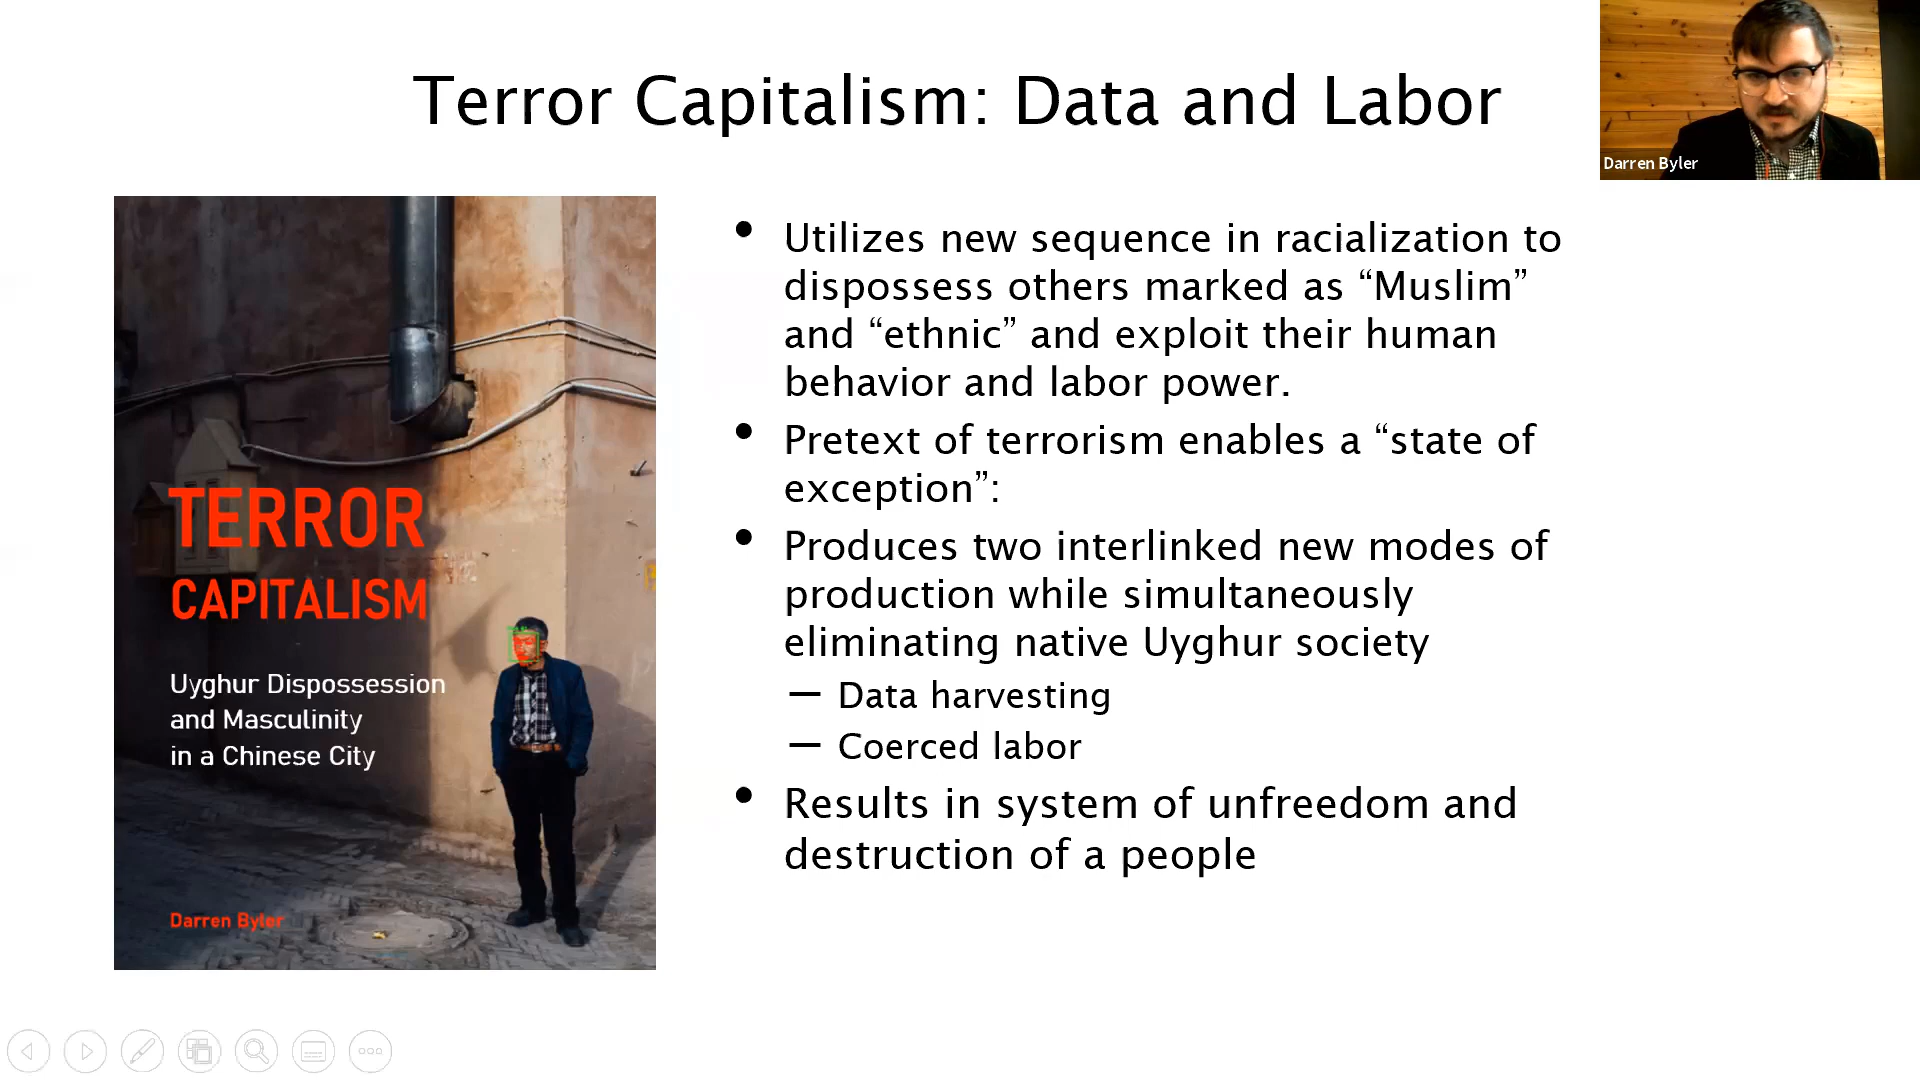 Terror Capitalism: Data and Labor
Darren Byler
TERROR
CAPITALISM
Uyghur Dispossession
and Masculinity
in a Chinese City
Darren Byler
• Utilizes new sequence in racialization to
dispossess others marked as “Muslim”
and “ethnic” and exploit their human
behavior and labor power.
• Pretext of terrorism enables a “state of
exception”:
• Produces two interlinked new modes of
production while simultaneously
eliminating native Uyghur society
— Data harvesting
— Coerced labor
• Results in system of unfreedom and
destruction of a people